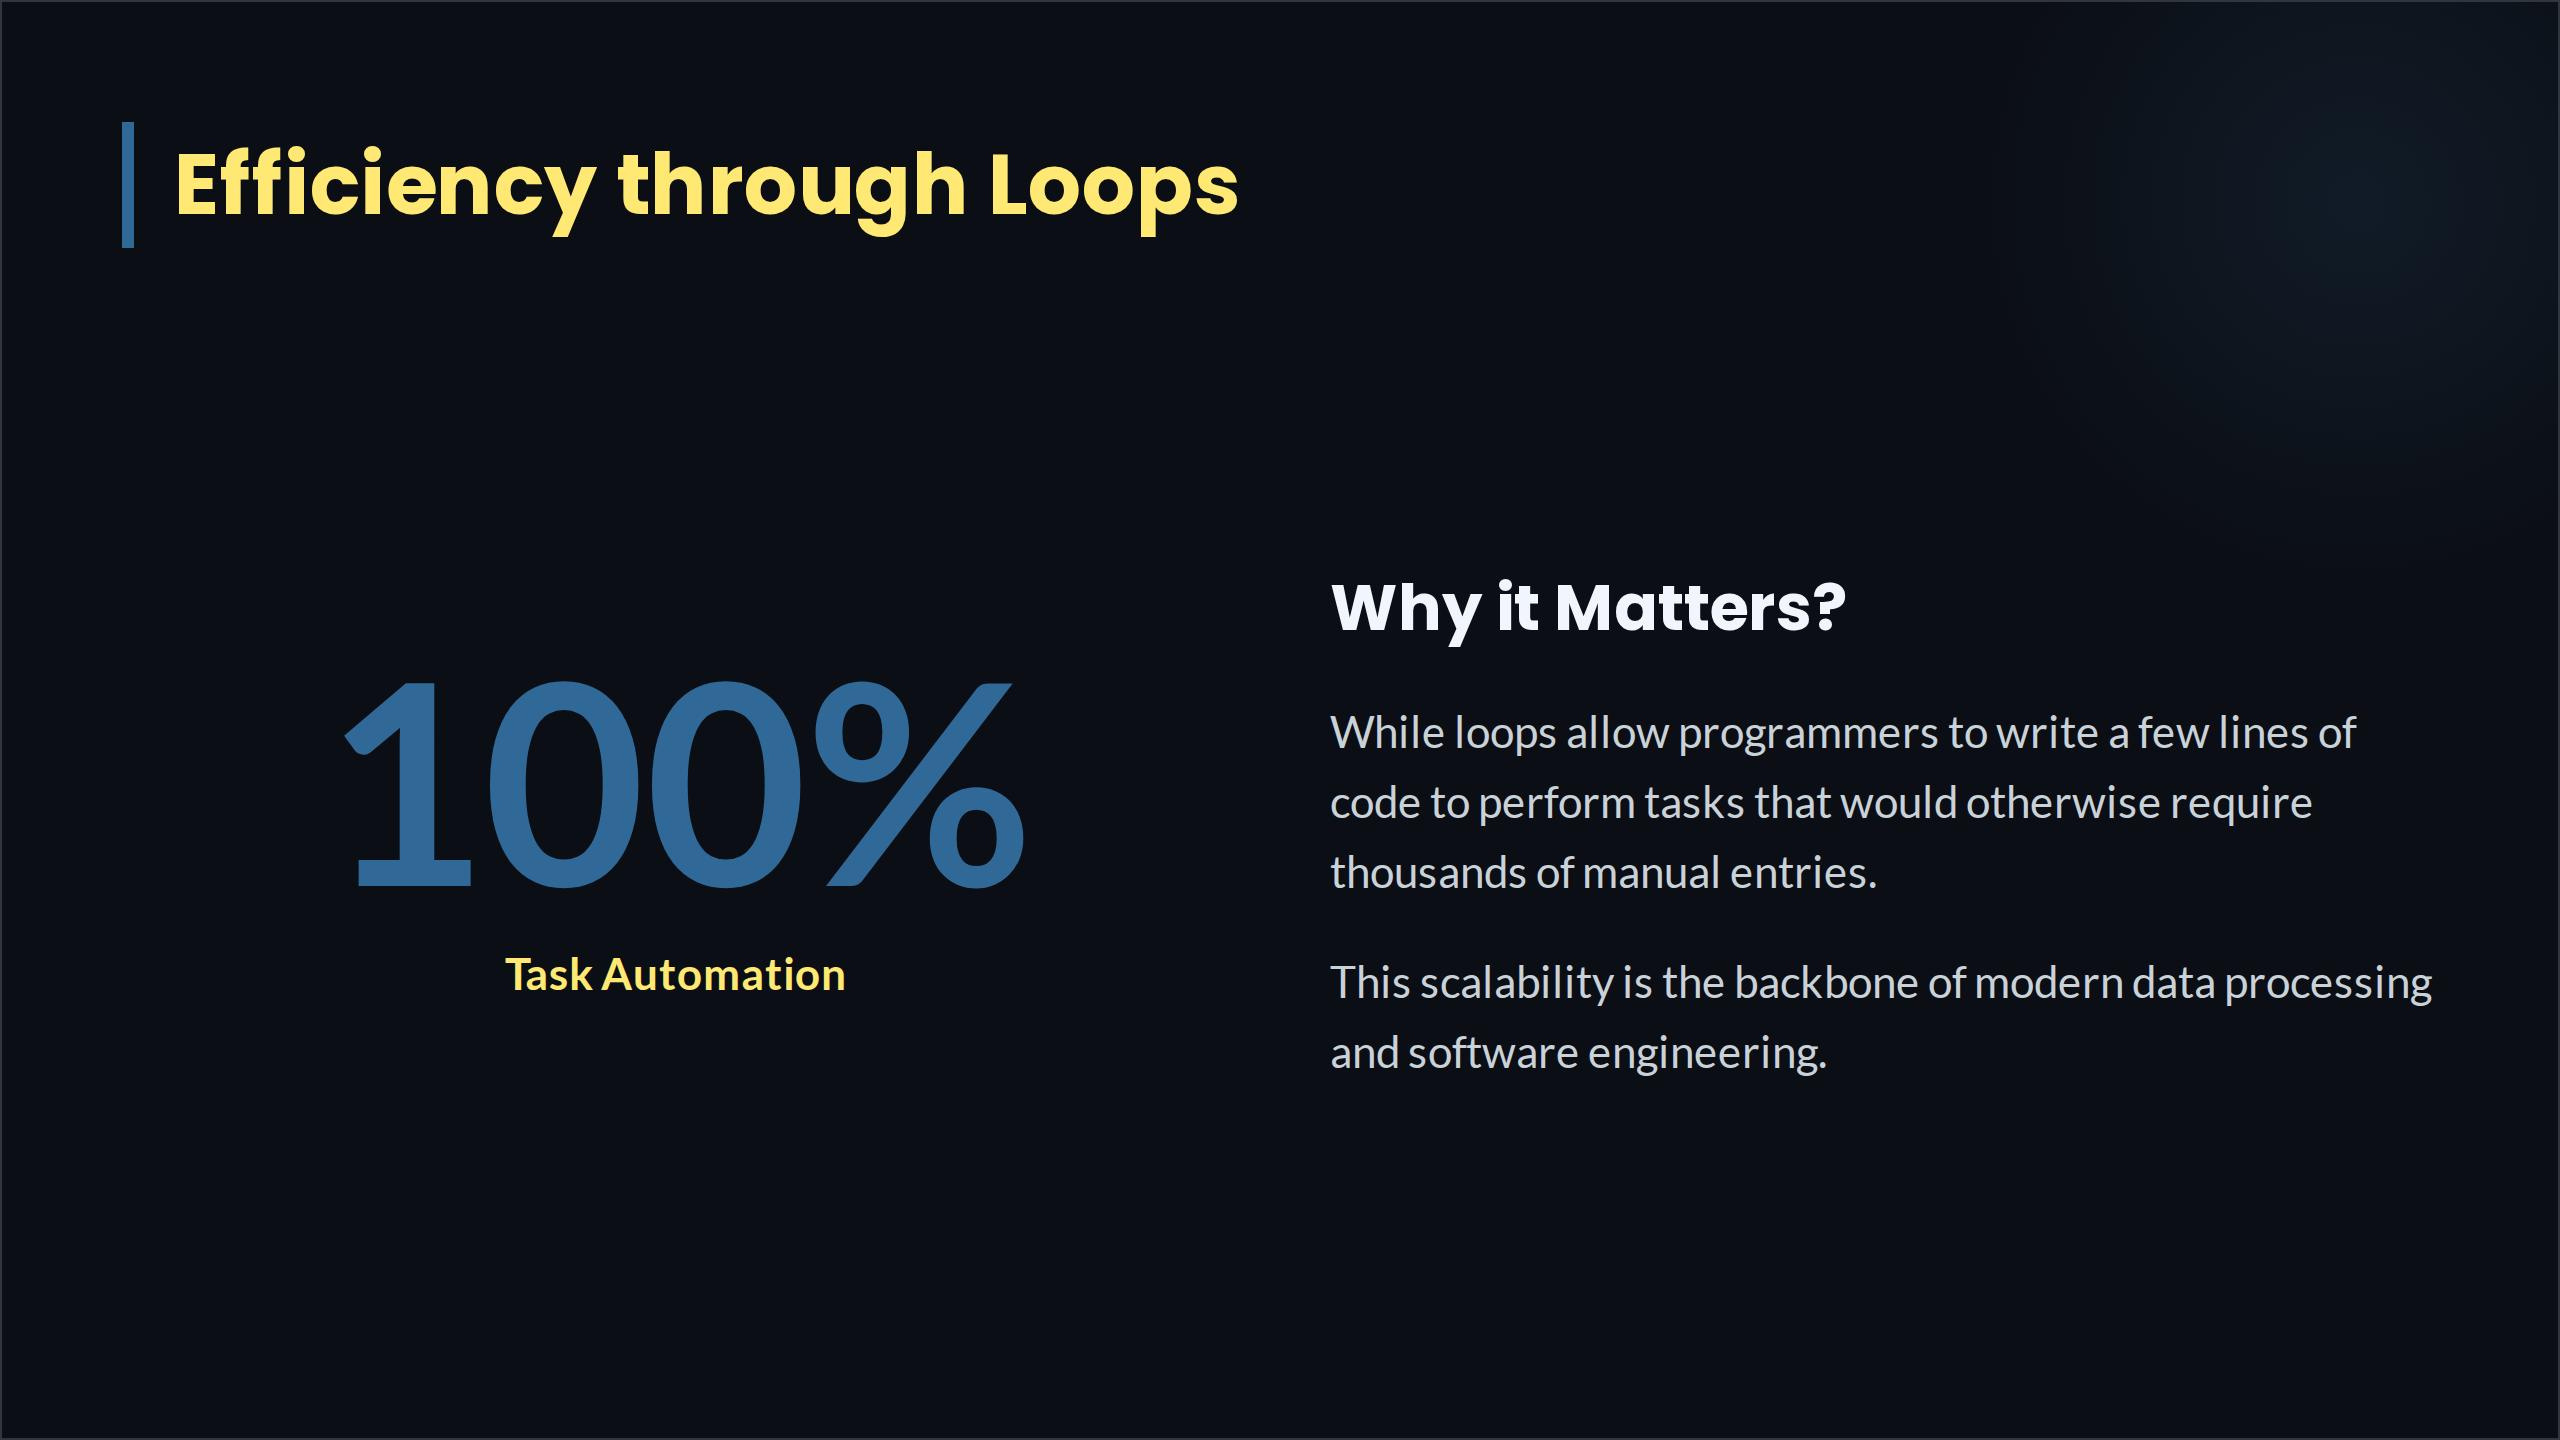 Efficiency through Loops
100%
Task Automation
Why it Matters?
While loops allow programmers to write a few lines of
code to perform tasks that would otherwise require
thousands of manual entries.
This scalability is the backbone of modern data processing
and software engineering.